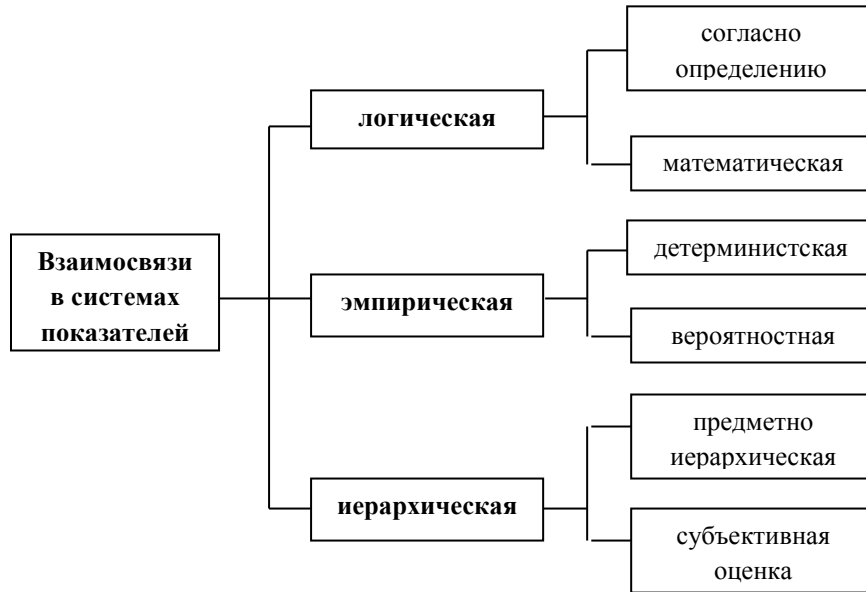 Взаимосвязи
в системах
показателей
логическая
согласно
определению
математическая
эмпирическая
детерминистская
вероятностная
иерархическая
предметно
иерархическая
субъективная
оценка